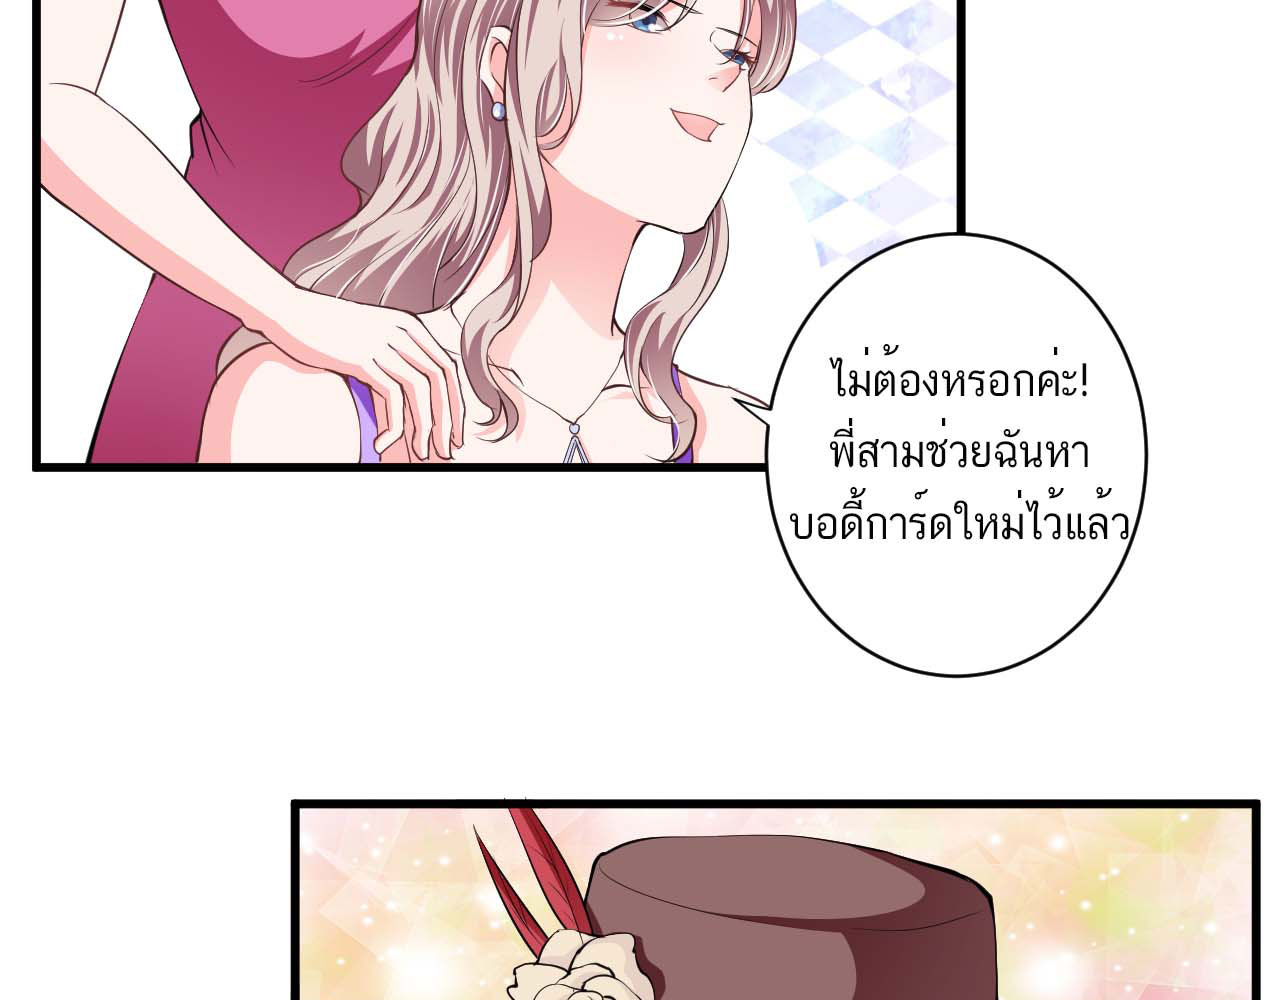 ไม่ต้องหรอกค่ะ!
พี่สามช่วยฉันหา
บอดี้การ์ดใหม่ไว้แล้ว